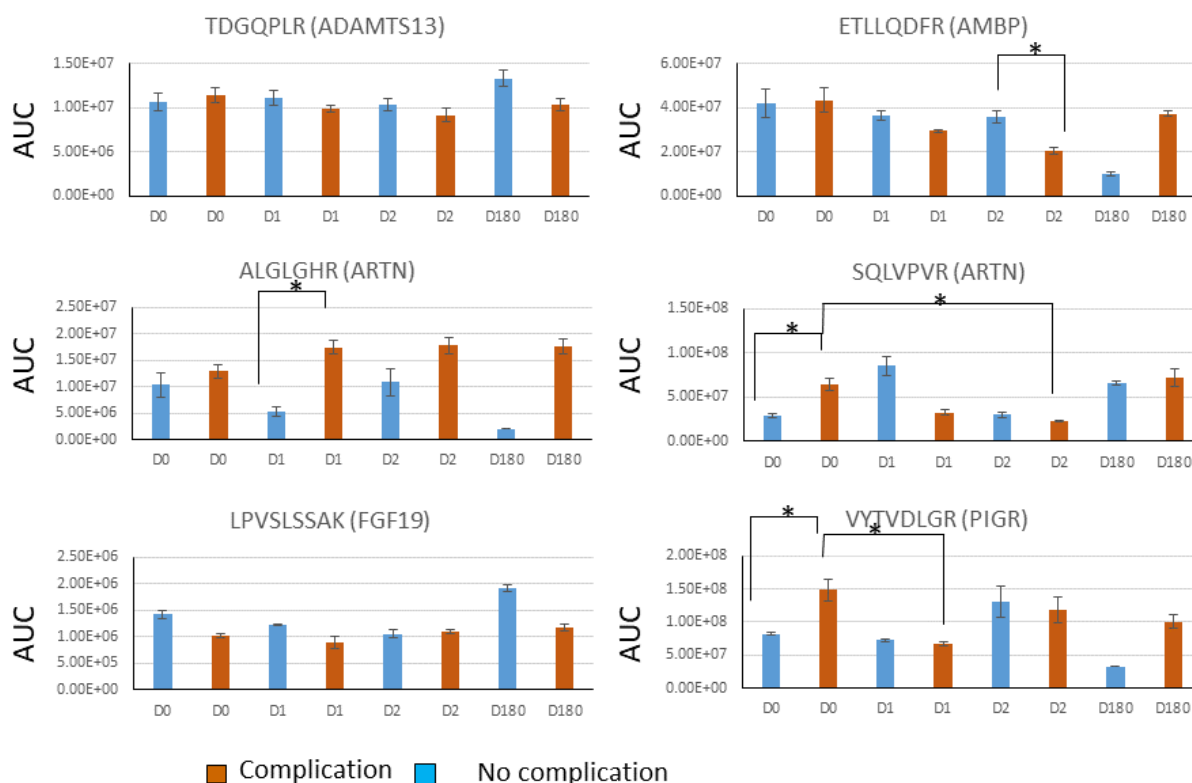 TDGQPLR (ADAMTS13)
AUC
1.50E+07
1.00E+07
5.00E+06
0.00E+00
D0 D0 D1 D1 D2 D2 D180 D180
ETLLQDFR (AMBP)
*
AUC
6.00E+07
4.00E+07
2.00E+07
0.00E+00
D0 D0 D1 D1 D2 D2 D180 D180
ALGLGHR (ARTN)
*
AUC
2.50E+07
2.00E+07
1.50E+07
1.00E+07
5.00E+06
0.00E+00
D0 D0 D1 D1 D2 D2 D180 D180
SQLVPVR (ARTN)
*
*
AUC
1.50E+08
1.00E+08
5.00E+07
0.00E+00
D0 D0 D1 D1 D2 D2 D180 D180
LPVSLSSAK (FGF19)
AUC
2.50E+06
2.00E+06
1.50E+06
1.00E+06
5.00E+05
0.00E+00
D0 D0 D1 D1 D2 D2 D180 D180
VYTVDLGR (PIGR)
*
*
AUC
2.00E+08
1.50E+08
1.00E+08
5.00E+07
0.00E+00
D0 D0 D1 D1 D2 D2 D180 D180
Complication No complication